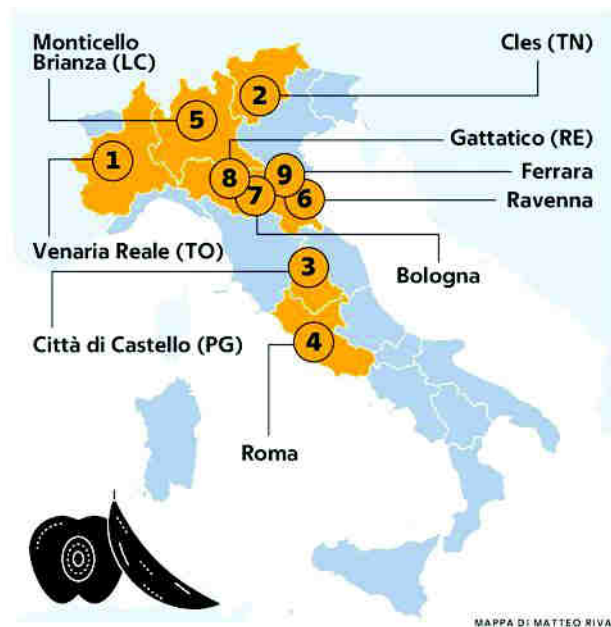 Monticello
Brianza (LC)
Cles (TN)
2
5
Gattatico (RE)
1
9
Ferrara
8
7
6
Ravenna
Venaria Reale (TO)
Bologna
3
Città di Castello (PG)
4
Roma
MAPPA DI MATTEO RIVA